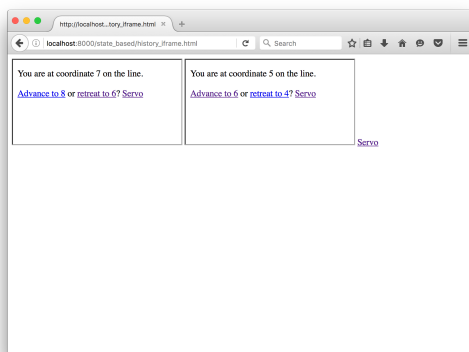 http://localhost...tory_iframe.html × +
localhost:8000/state_based/history_iframe.html
Search
You are at coordinate 7 on the line.
Advance to 8 or retreat to 6? Servo
You are at coordinate 5 on the line.
Advance to 6 or retreat to 4? Servo
Servo